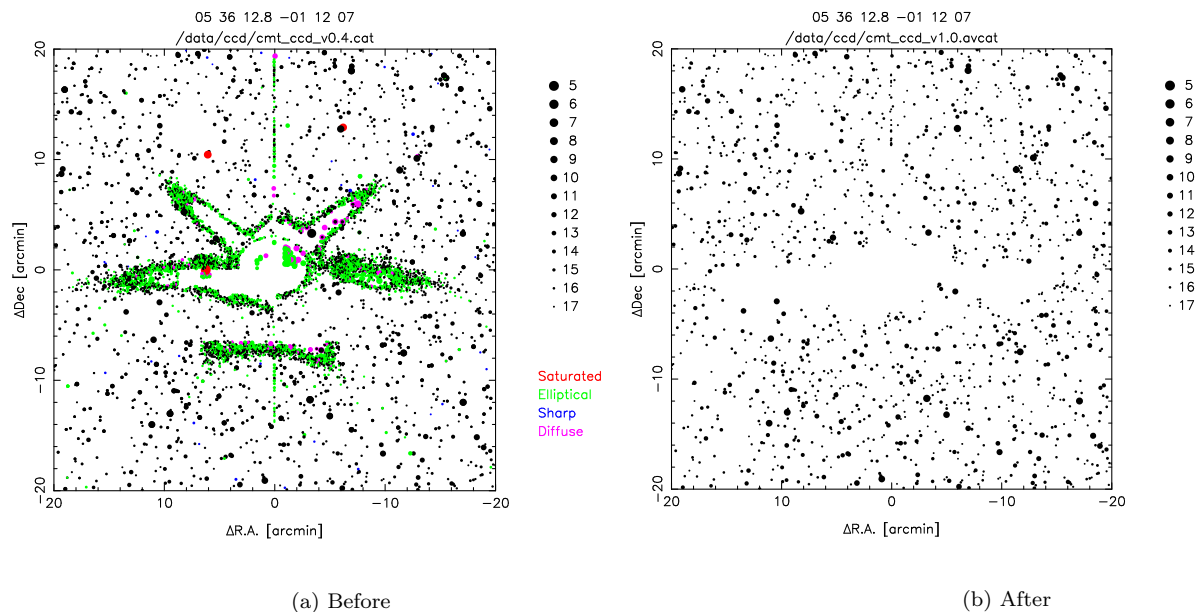 05 36 12.8 −01 12 07
/data/ccd/cmt_ccd_v0.4.cat
20
10
0
−10
−20
ΔDec [arcmin]
20 10 0 −10 −20
ΔR.A. [arcmin]
5
6
7
8
9
10
11
12
13
14
15
16
17
Saturated
Elliptical
Sharp
Diffuse
(a) Before
05 36 12.8 −01 12 07
/data/ccd/cmt_ccd_v1.0.avcat
20
10
0
−10
−20
ΔDec [arcmin]
20 10 0 −10 −20
ΔR.A. [arcmin]
5
6
7
8
9
10
11
12
13
14
15
16
17
(b) After